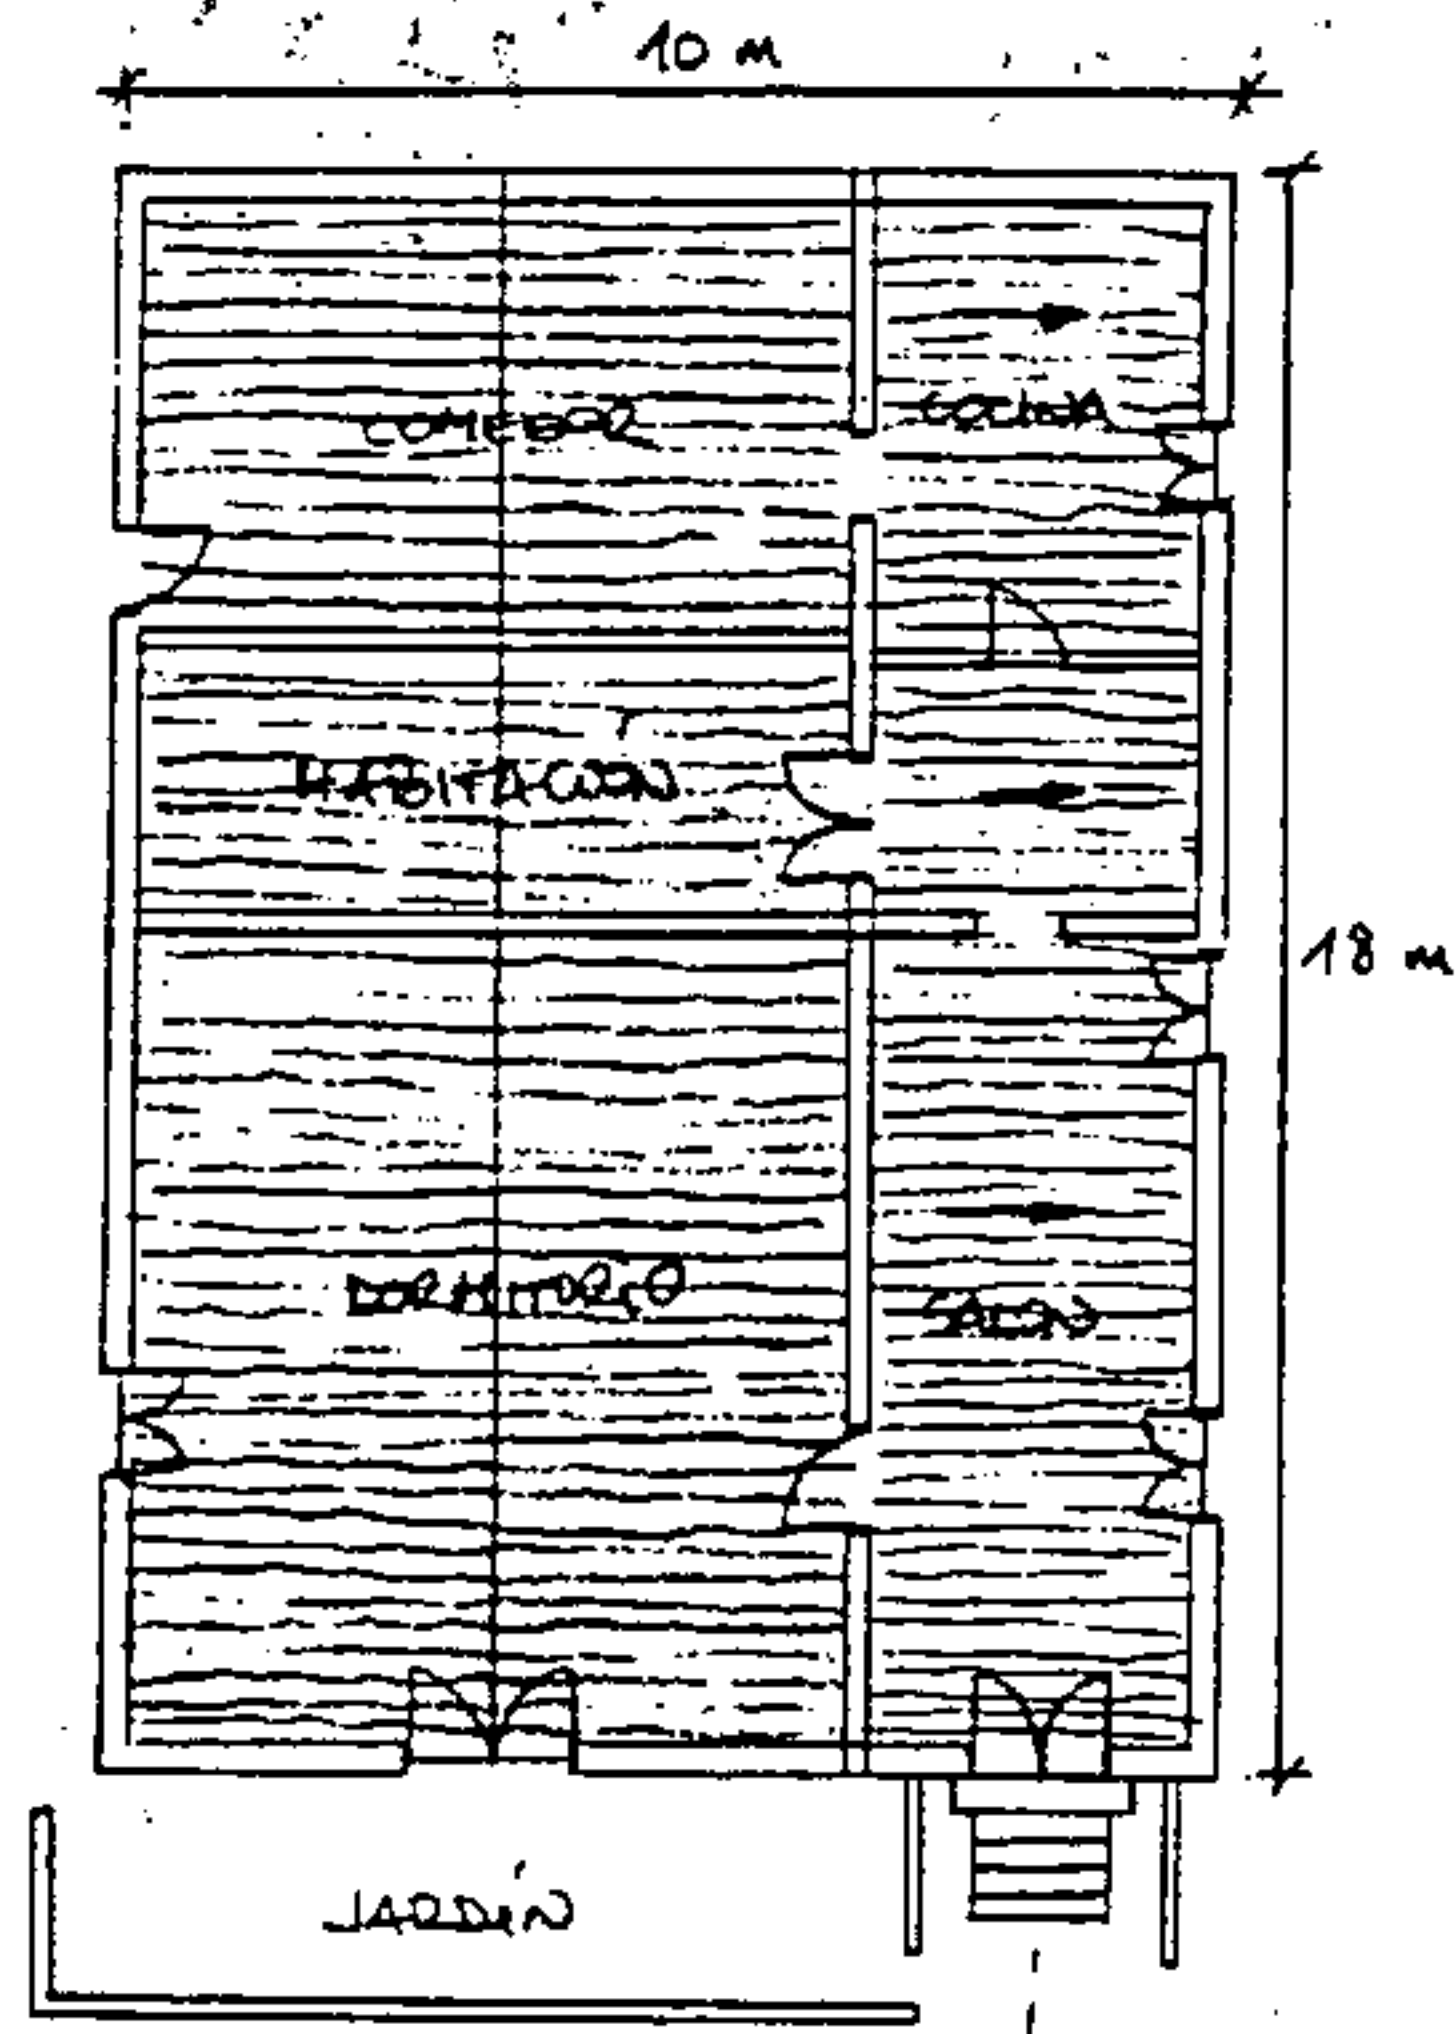 10 m
COMEDOR
COCINA
HABITACION
18 m
DORMITORIO
SALON
JARDÍN